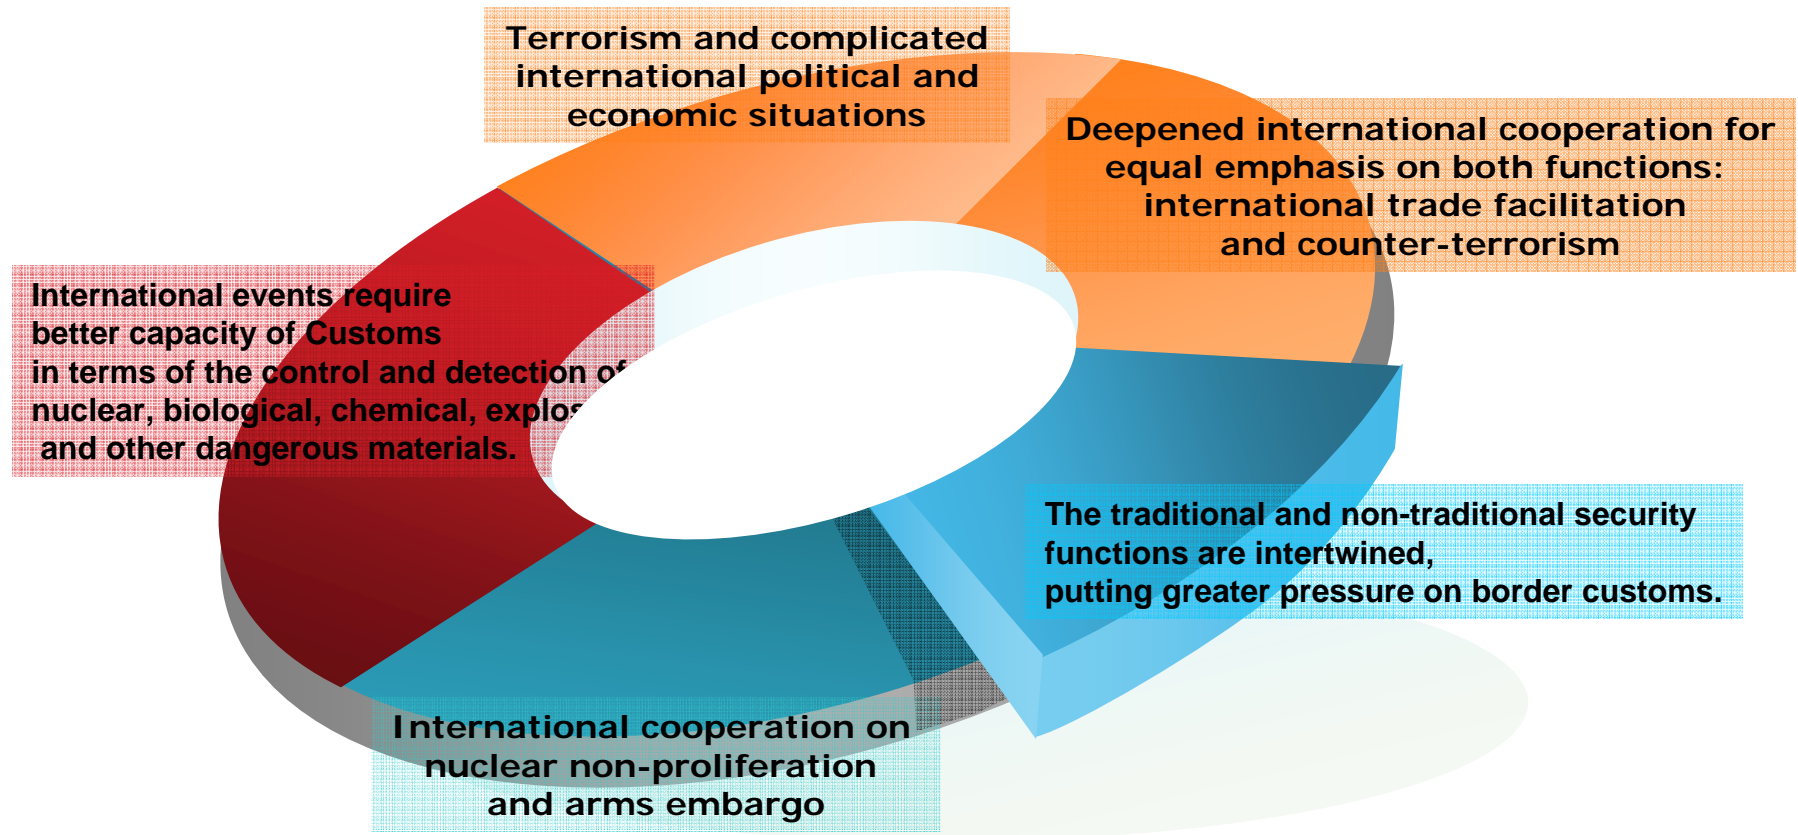 Terrorism and complicated
international political and
economic situations
Deepened international cooperation for
equal emphasis on both functions:
international trade facilitation
and counter-terrorism
International events require
better capacity of Customs
in terms of the control and detection of
nuclear, biological, chemical,
and other dangerous materials.
The traditional and non-traditional security
functions are intertwined,
putting greater pressure on border customs.
International cooperation on
nuclear non-proliferation
and arms embargo